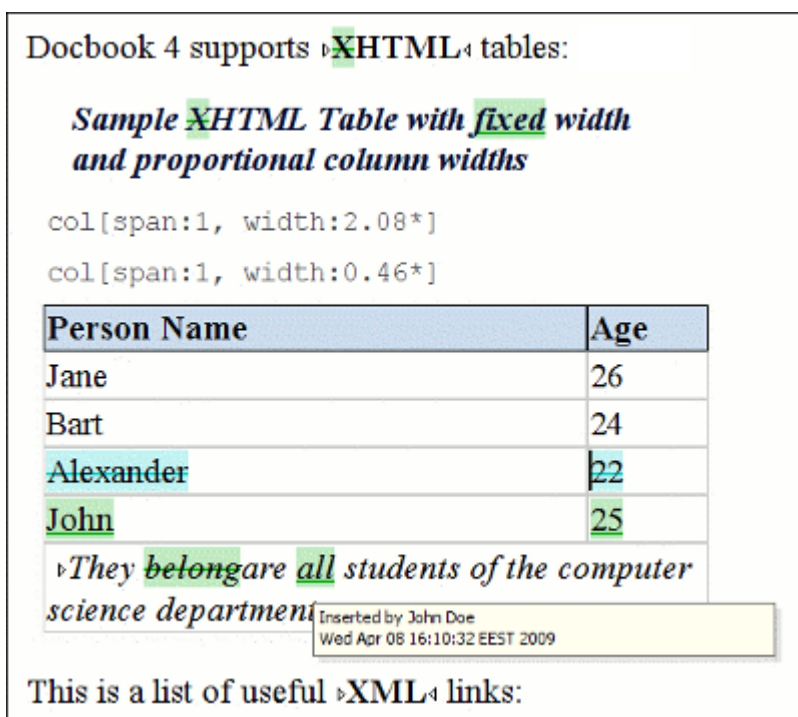 Docbook 4 supports ▹XHTML◃ tables:
Sample XHTML Table with fixed width
and proportional column widths
col[span:1, width:2.08*]
col[span:1, width:0.46*]
Person Name Age
Jane 26
Bart 24
Alexander 22
John 25
▹They belongare all students of the computer
science department
Inserted by John Doe
Wed Apr 08 16:10:32 EEST 2009
This is a list of useful ▹XML◃ links: